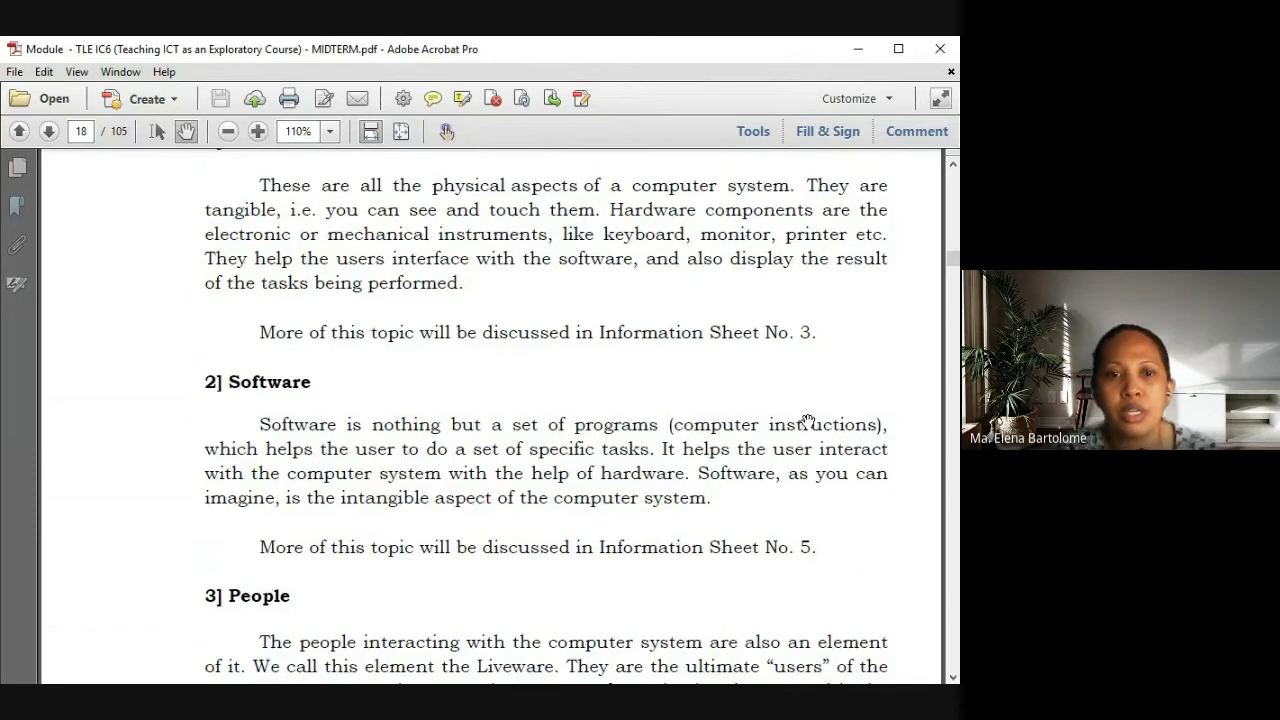 Module - TLE IC6 (Teaching ICT as an Exploratory Course) - MIDTERM.pdf - Adobe Acrobat Pro
File Edit View Window Help
Open Create Customize
18 / 105 110% Tools Fill & Sign Comment
These are all the physical aspects of a computer system. They are
tangible, i.e. you can see and touch them. Hardware components are the
electronic or mechanical instruments, like keyboard, monitor, printer etc.
They help the users interface with the software, and also display the result
of the tasks being performed.
More of this topic will be discussed in Information Sheet No. 3.
2] Software
Software is nothing but a set of programs (computer instructions),
which helps the user to do a set of specific tasks. It helps the user interact
with the computer system with the help of hardware. Software, as you can
imagine, is the intangible aspect of the computer system.
More of this topic will be discussed in Information Sheet No. 5.
3] People
The people interacting with the computer system are also an element
of it. We call this element the Liveware. They are the ultimate “users” of the
Ma. Elena Bartolome